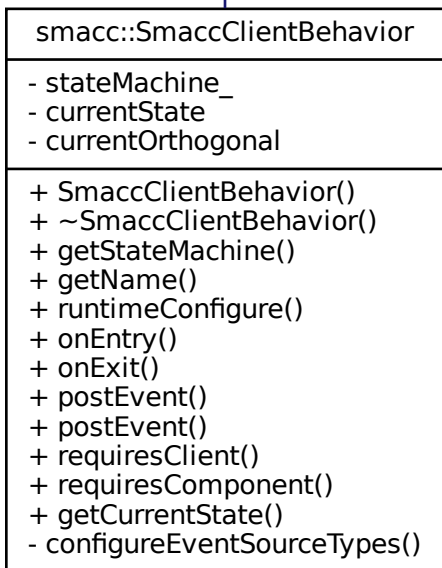 smacc::SmaccClientBehavior
- stateMachine_
- currentState
- currentOrthogonal
+ SmaccClientBehavior()
+ ~SmaccClientBehavior()
+ getStateMachine()
+ getName()
+ runtimeConfigure()
+ onEntry()
+ onExit()
+ postEvent()
+ postEvent()
+ requiresClient()
+ requiresComponent()
+ getCurrentState()
- configureEventSourceTypes()